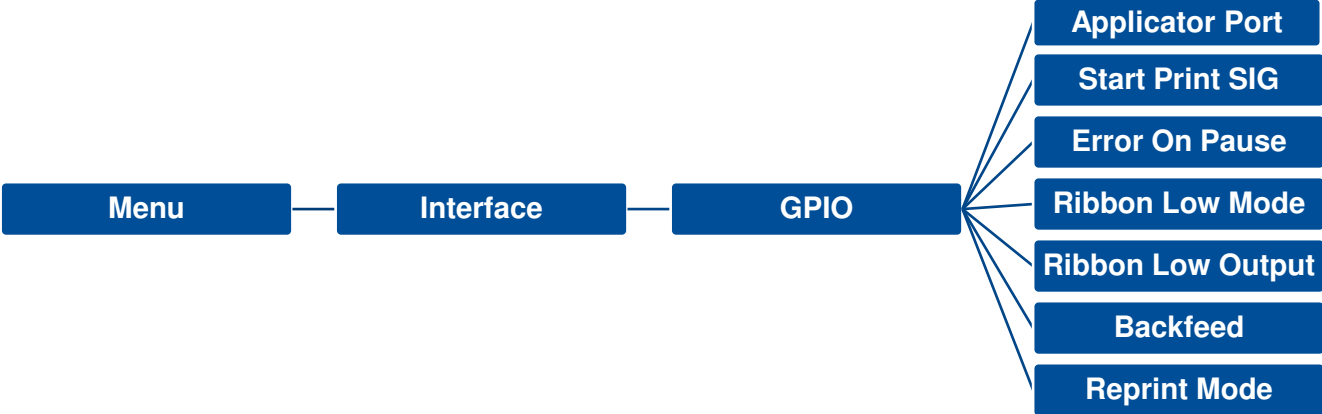 Menu
Interface
GPIO
Applicator Port
Start Print SIG
Error On Pause
Ribbon Low Mode
Ribbon Low Output
Backfeed
Reprint Mode